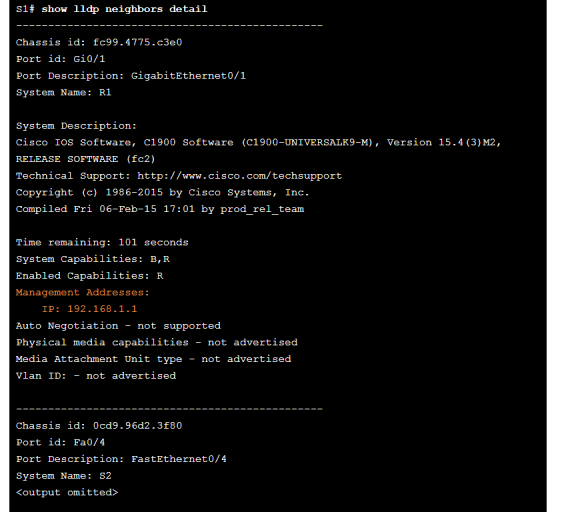 S1# show lldp neighbors detail
------------------------------------------------
Chassis id: fc99.4775.c3e0
Port id: Gi0/1
Port Description: GigabitEthernet0/1
System Name: R1
System Description:
Cisco IOS Software, C1900 Software (C1900-UNIVERSALK9-M), Version 15.4(3)M2,
RELEASE SOFTWARE (fc2)
Technical Support: http://www.cisco.com/techsupport
Copyright (c) 1986-2015 by Cisco Systems, Inc.
Compiled Fri 06-Feb-15 17:01 by prod_rel_team
Time remaining: 101 seconds
System Capabilities: B,R
Enabled Capabilities: R
Management Addresses:
    IP: 192.168.1.1
Auto Negotiation - not supported
Physical media capabilities - not advertised
Media Attachment Unit type - not advertised
Vlan ID: - not advertised
------------------------------------------------
Chassis id: 0cd9.96d2.3f80
Port id: Fa0/4
Port Description: FastEthernet0/4
System Name: S2
<output omitted>